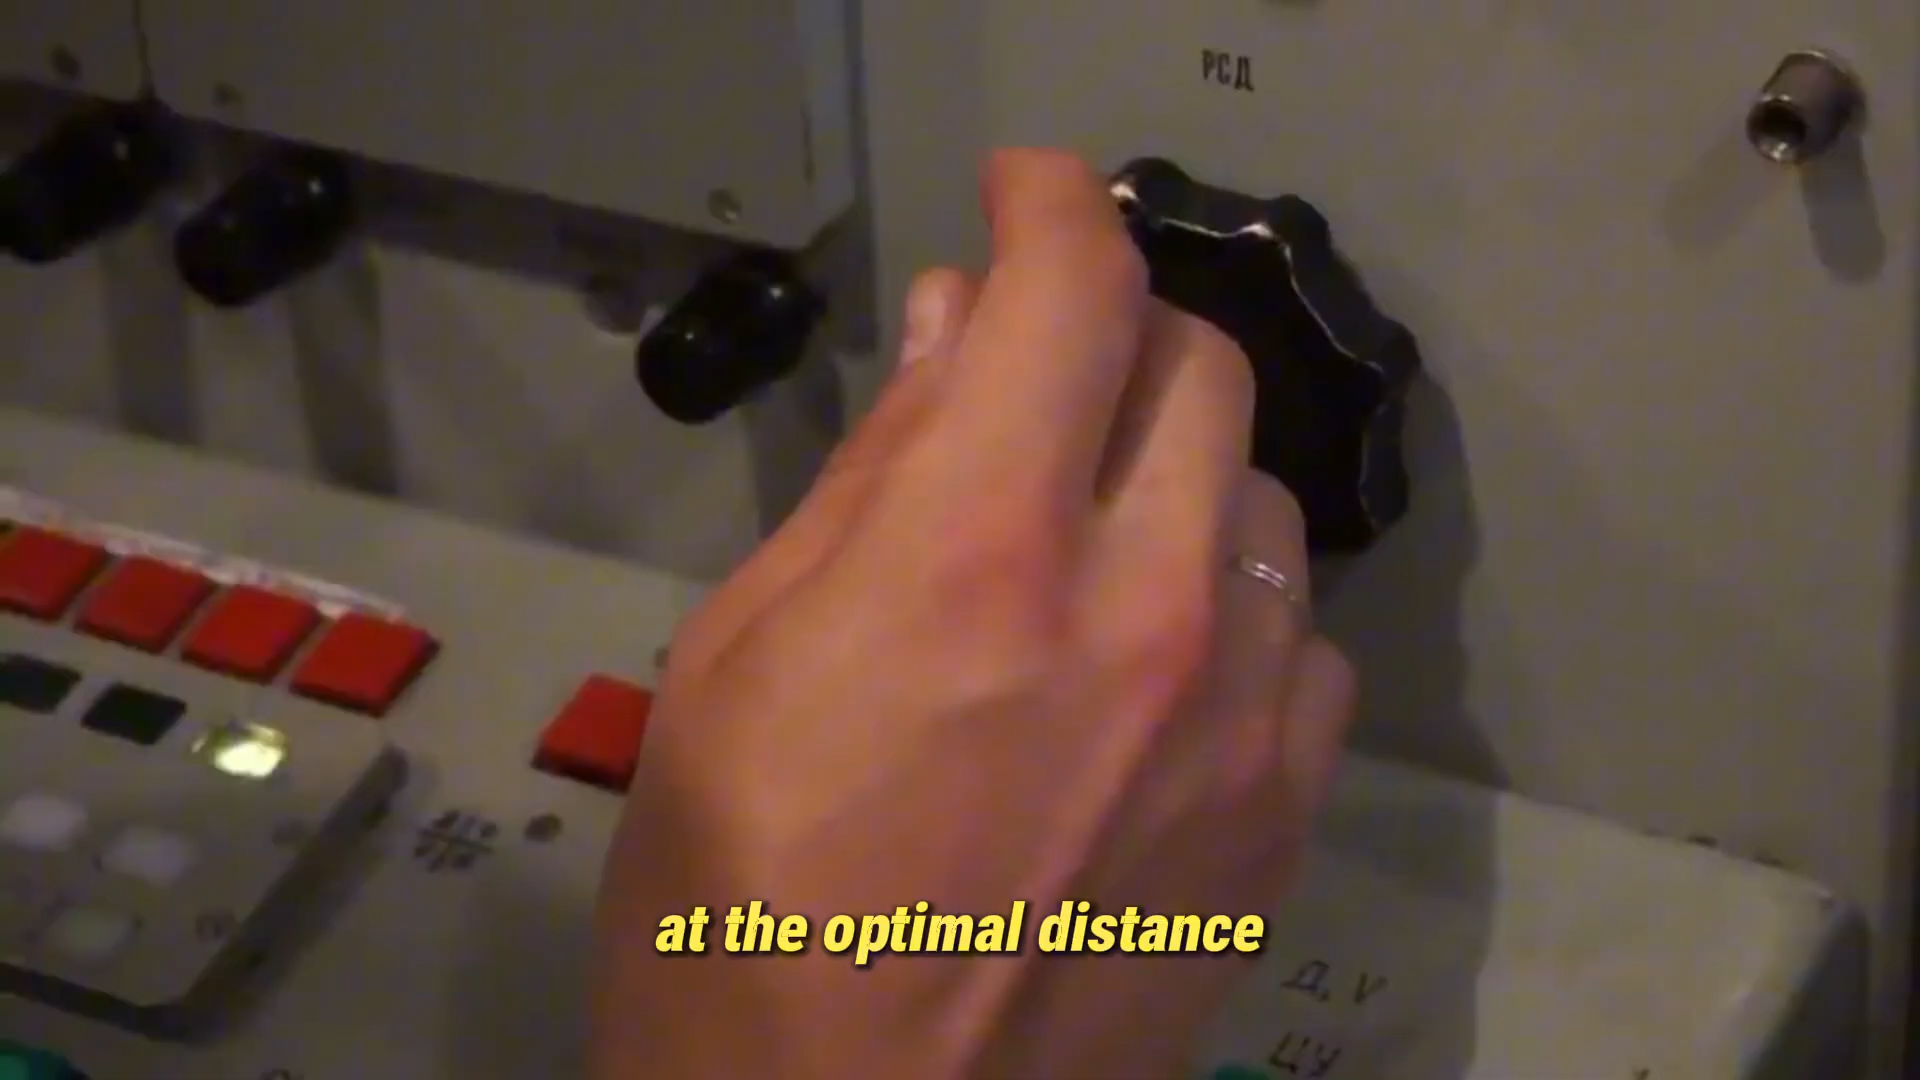 РСД
at the optimal distance
Д, V
ЦУ